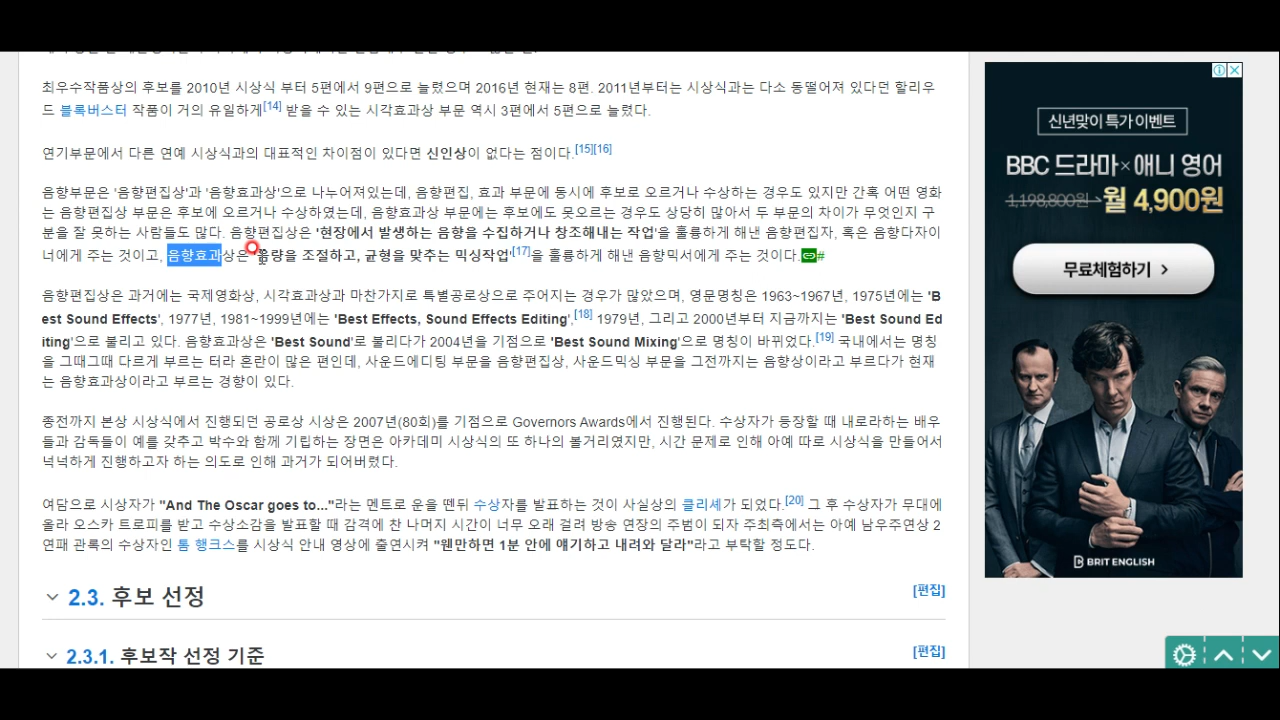 최우수작품상의 후보를 2010년 시상식 부터 5편에서 9편으로 늘렸으며 2016년 현재는 8편. 2011년부터는 시상식과는 다소 동떨어져 있다던 할리우
드 블록버스터 작품이 거의 유일하게[14] 받을 수 있는 시각효과상 부문 역시 3편에서 5편으로 늘렸다.
연기부문에서 다른 연예 시상식과의 대표적인 차이점이 있다면 신인상이 없다는 점이다.[15][16]
음향부문은 '음향편집상'과 '음향효과상'으로 나누어져있는데, 음향편집, 효과 부문에 동시에 후보로 오르거나 수상하는 경우도 있지만 간혹 어떤 영화
는 음향편집상 부문은 후보에 오르거나 수상하였는데, 음향효과상 부문에는 후보에도 못오르는 경우도 상당히 많아서 두 부문의 차이가 무엇인지 구
분을 잘 못하는 사람들도 많다. 음향편집상은 '현장에서 발생하는 음향을 수집하거나 창조해내는 작업'을 훌륭하게 해낸 음향편집자, 혹은 음향디자이
너에게 주는 것이고, 음향효과상은 조절하고, 균형을 맞추는 믹싱작업'[17]을 훌륭하게 해낸 음향믹서에게 주는 것이다.#
음향편집상은 과거에는 국제영화상, 시각효과상과 마찬가지로 특별공로상으로 주어지는 경우가 많았으며, 영문명칭은 1963~1967년, 1975년에는 'B
est Sound Effects', 1977년, 1981~1999년에는 'Best Effects, Sound Effects Editing',[18] 1979년, 그리고 2000년부터 지금까지는 'Best Sound Ed
iting'으로 불리고 있다. 음향효과상은 'Best Sound'로 불리다가 2004년을 기점으로 'Best Sound Mixing'으로 명칭이 바뀌었다.[19] 국내에서는 명칭
을 그때그때 다르게 부르는 터라 혼란이 많은 편인데, 사운드에디팅 부문을 음향편집상, 사운드믹싱 부문을 그전까지는 음향상이라고 부르다가 현재
는 음향효과상이라고 부르는 경향이 있다.
종전까지 본상 시상식에서 진행되던 공로상 시상은 2007년(80회)를 기점으로 Governors Awards에서 진행된다. 수상자가 등장할 때 내로라하는 배우
들과 감독들이 예를 갖추고 박수와 함께 기립하는 장면은 아카데미 시상식의 또 하나의 볼거리였지만, 시간 문제로 인해 아예 따로 시상식을 만들어서
넉넉하게 진행하고자 하는 의도로 인해 과거가 되어버렸다.
여담으로 시상자가 "And The Oscar goes to..."라는 멘트로 운을 뗀뒤 수상자를 발표하는 것이 사실상의 클리셰가 되었다.[20] 그 후 수상자가 무대에
올라 오스카 트로피를 받고 수상소감을 발표할 때 감격에 찬 나머지 시간이 너무 오래 걸려 방송 연장의 주범이 되자 주최측에서는 아예 남우주연상 2
연패 관록의 수상자인 톰 행크스를 시상식 안내 영상에 출연시켜 "웬만하면 1분 안에 얘기하고 내려와 달라"라고 부탁할 정도다.
2.3. 후보 선정 [편집]
2.3.1. 후보작 선정 기준 [편집]
신년맞이 특가 이벤트
BBC 드라마×애니 영어
1,198,800원→월 4,900원
무료체험하기 >
BRIT ENGLISH